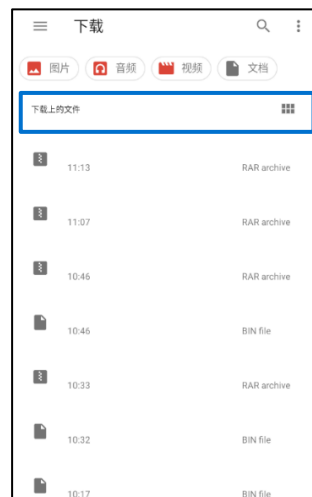 下载
图片 音频 视频 文档
下载上的文件
11:13 RAR archive
11:07 RAR archive
10:46 RAR archive
10:46 BIN file
10:33 RAR archive
10:32 BIN file
10:17 BIN file